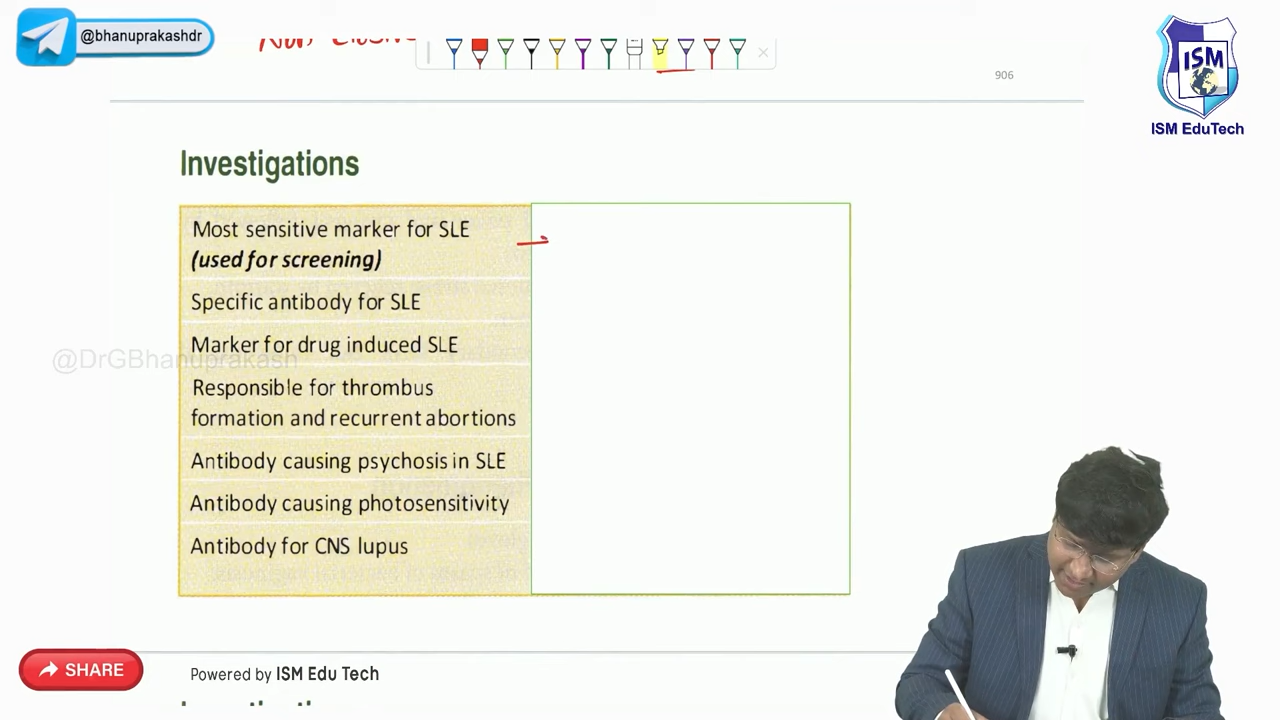 @bhanuprakashdr
906
ISM
ISM EduTech
Investigations
Most sensitive marker for SLE
(used for screening)
Specific antibody for SLE
Marker for drug induced SLE
@DrGBhanuprakash
Responsible for thrombus
formation and recurrent abortions
Antibody causing psychosis in SLE
Antibody causing photosensitivity
Antibody for CNS lupus
SHARE
Powered by ISM Edu Tech